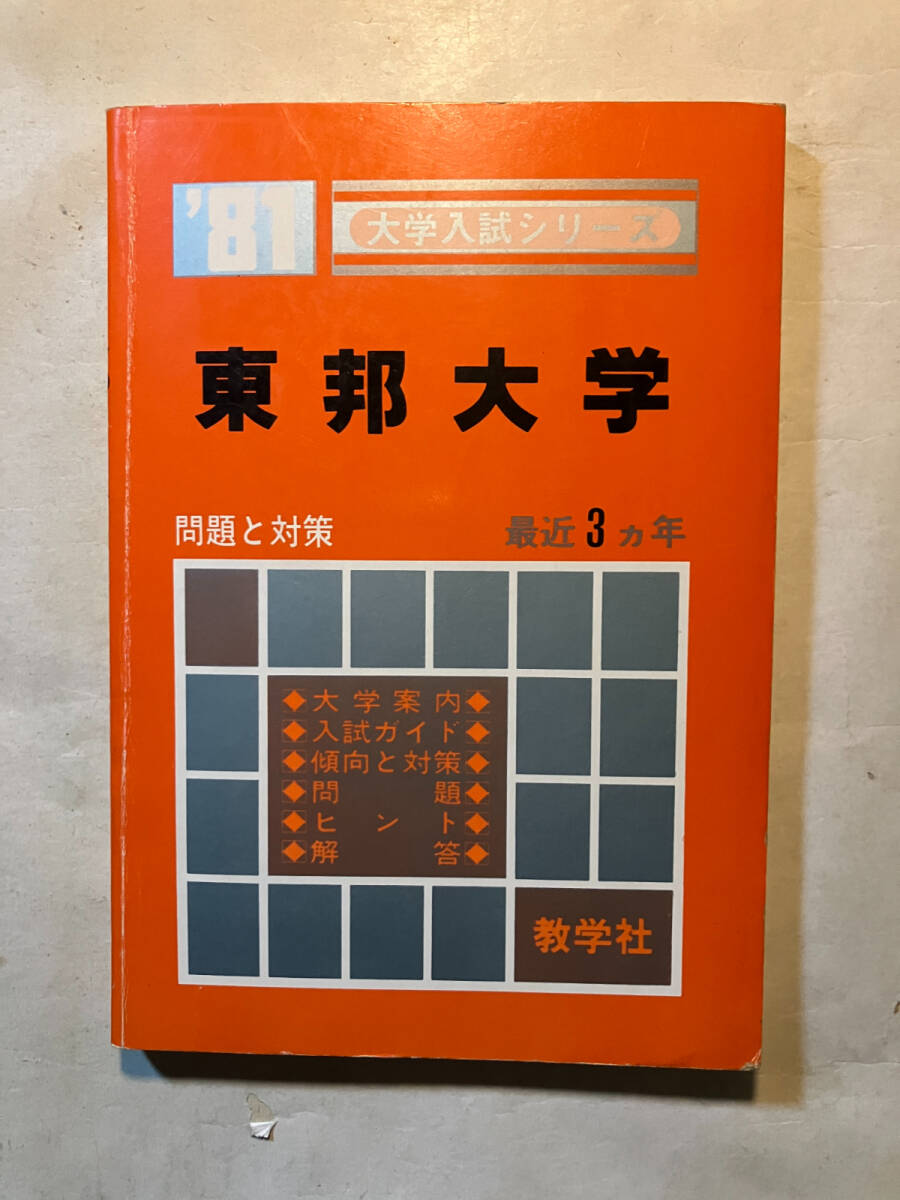 '81
大学入試シリーズ
東邦大学
問題と対策
最近3ヵ年
◆大学案内◆
◆入試ガイド◆
◆傾向と対策◆
◆問題◆
◆ヒント◆
◆解答◆
教学社